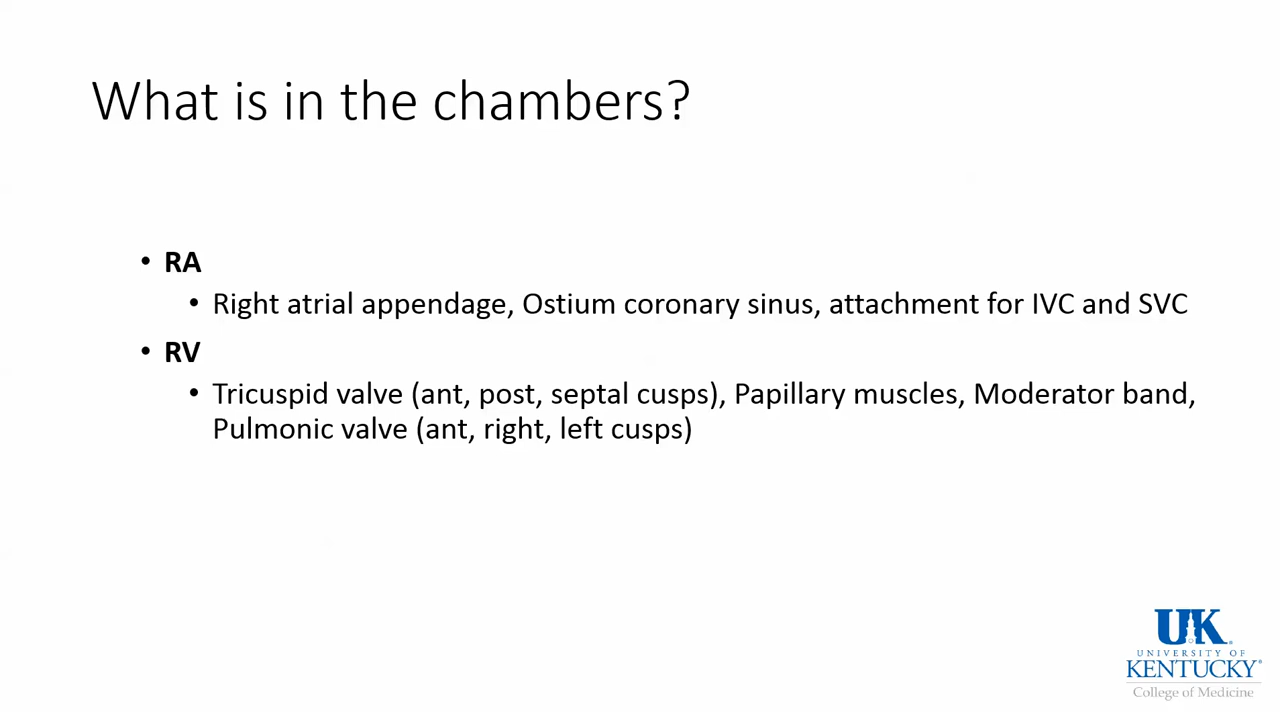 What is in the chambers?
• RA
• Right atrial appendage, Ostium coronary sinus, attachment for IVC and SVC
• RV
• Tricuspid valve (ant, post, septal cusps), Papillary muscles, Moderator band,
Pulmonic valve (ant, right, left cusps)
UK®
UNIVERSITY OF
KENTUCKY®
College of Medicine